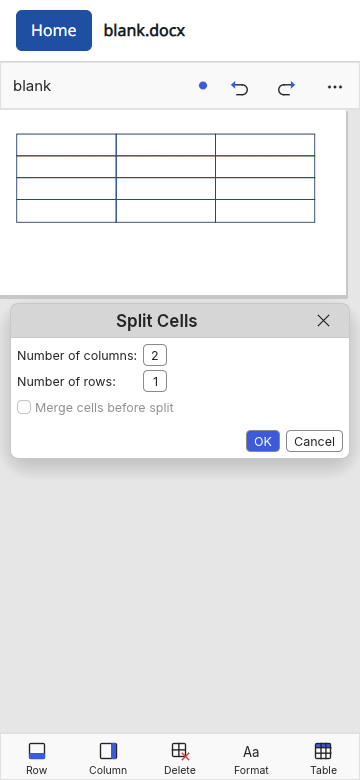 Home blank.docx
blank
Split Cells
Number of columns: 2
Number of rows: 1
Merge cells before split
OK Cancel
Aa
Row Column Delete Format Table